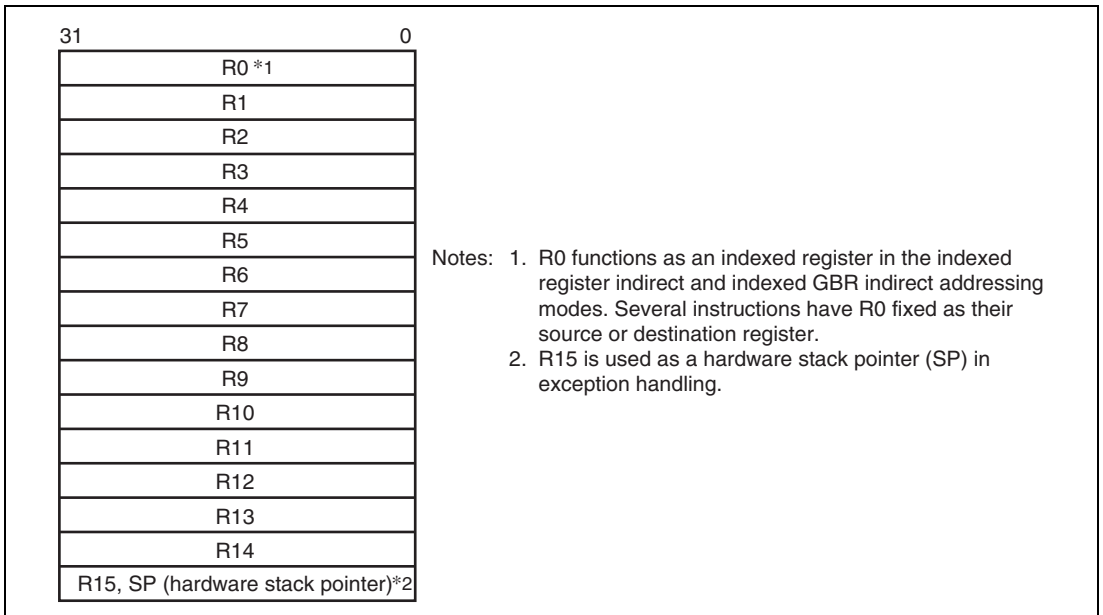 31 0
R0 *1
R1
R2
R3
R4
R5
R6
R7
R8
R9
R10
R11
R12
R13
R14
R15, SP (hardware stack pointer)*2
Notes: 1. R0 functions as an indexed register in the indexed
register indirect and indexed GBR indirect addressing
modes. Several instructions have R0 fixed as their
source or destination register.
2. R15 is used as a hardware stack pointer (SP) in
exception handling.